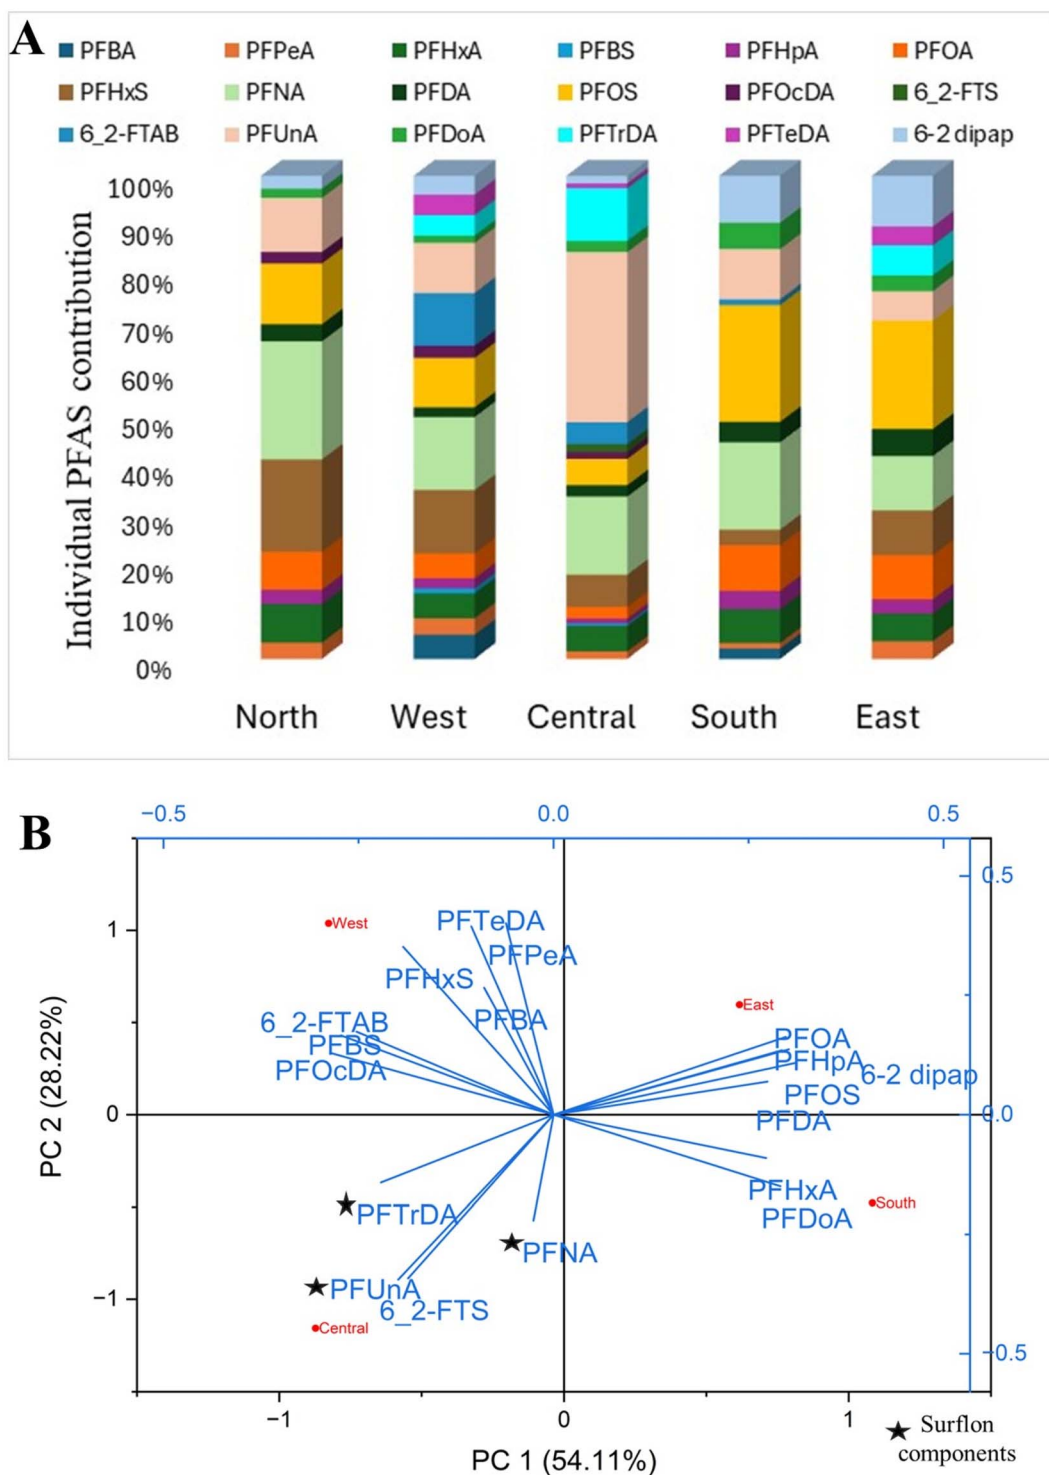 A
PFBA PFPeA PFHxA PFBS PFHpA PFOA
PFHxS PFNA PFDA PFOS PFOcDA 6_2-FTS
6_2-FTAB PFUnA PFDoA PFTrDA PFTeDA 6-2 dipap
Individual PFAS contribution
100%
90%
80%
70%
60%
50%
40%
30%
20%
10%
0%
North West Central South East
B
−0.5 0.0 0.5
0.5
West
PFTeDA
1
PFPeA
PFHxS
East
PFBA
6_2-FTAB
PFOA
PFBS
PFHpA
PFOcDA
6-2 dipap
PFOS
PC 2 (28.22%)
0
0.0
PFDA
PFHxA
South
PFTrDA
PFDoA
PFNA
PFUnA
−1
6_2-FTS
Central
−0.5
−1 0 1
PC 1 (54.11%)
Surflon
components